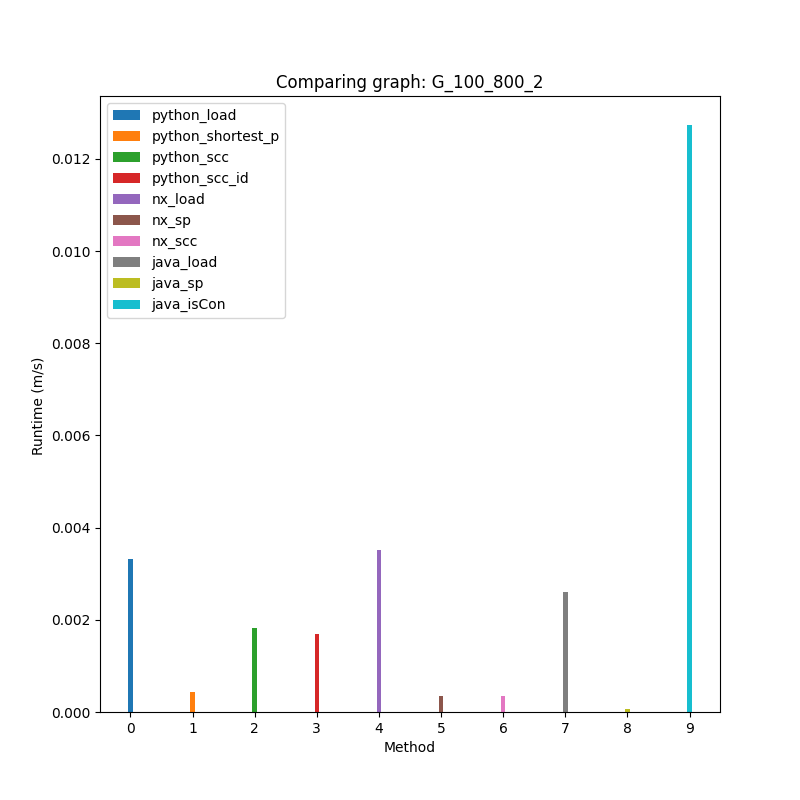 Comparing graph: G_100_800_2
python_load
python_shortest_p
python_scc
python_scc_id
nx_load
nx_sp
nx_scc
java_load
java_sp
java_isCon
0.012
0.010
0.008
0.006
0.004
0.002
0.000
Runtime (m/s)
0 1 2 3 4 5 6 7 8 9
Method